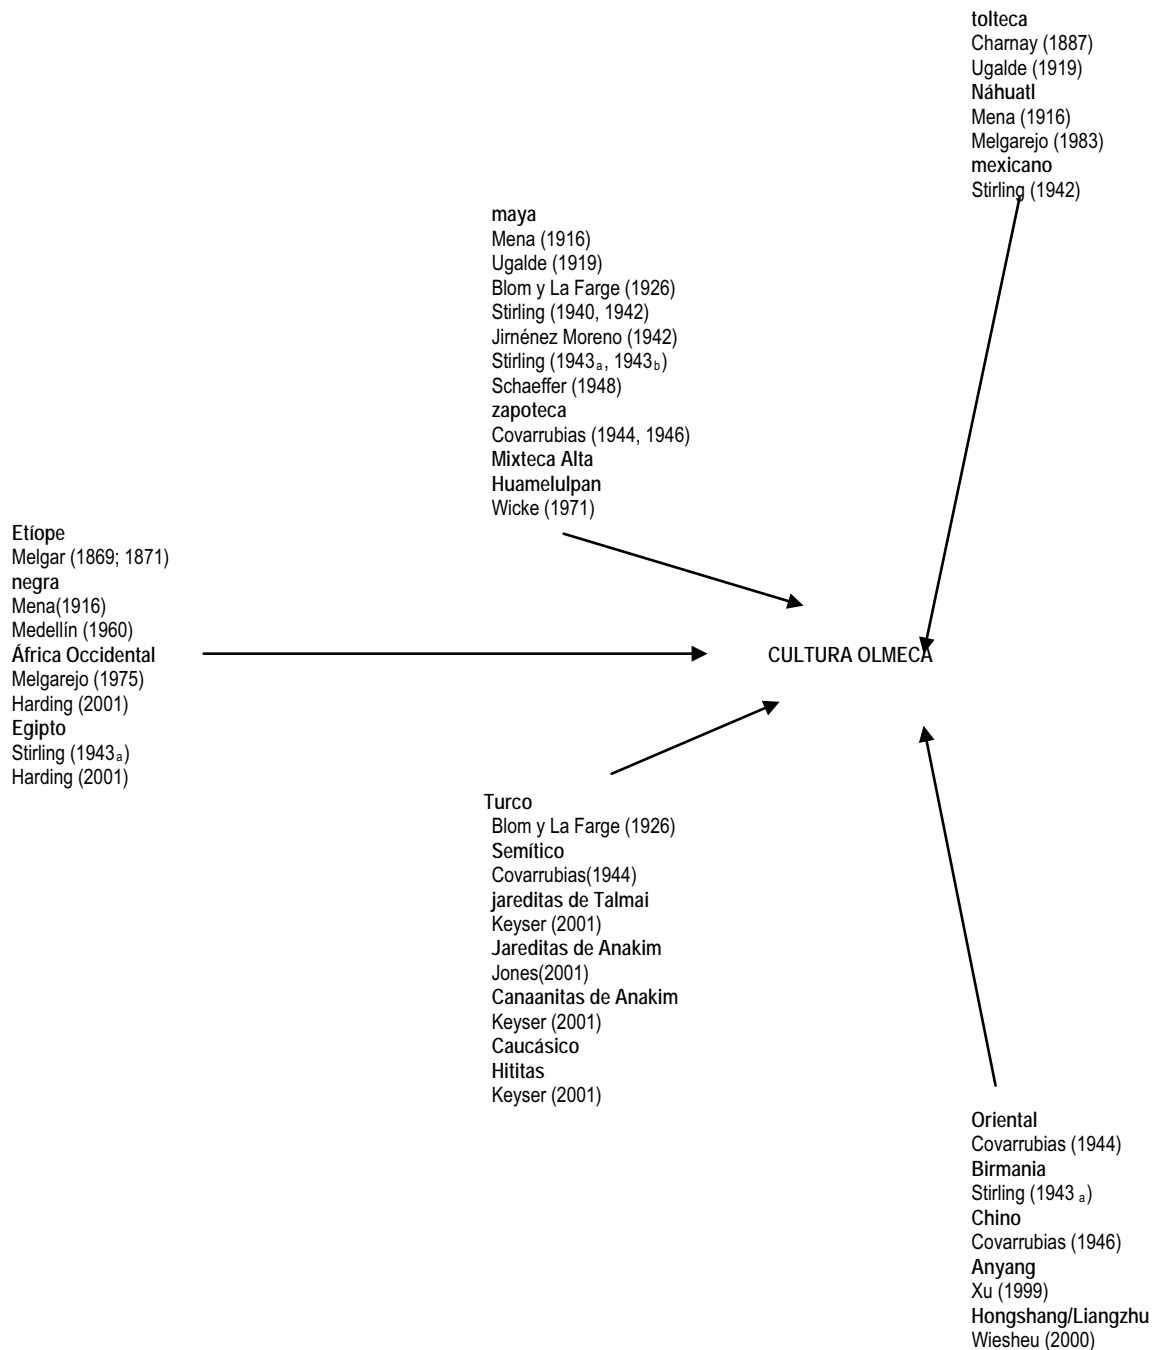 tolteca
Charnay (1887)
Ugalde (1919)
Náhuatl
Mena (1916)
Melgarejo (1983)
mexicano
Stirling (1942)
maya
Mena (1916)
Ugalde (1919)
Blom y La Farge (1926)
Stirling (1940, 1942)
Jirnénez Moreno (1942)
Stirling (1943a, 1943b)
Schaeffer (1948)
zapoteca
Covarrubias (1944, 1946)
Mixteca Alta
Huamelulpan
Wicke (1971)
Etíope
Melgar (1869; 1871)
negra
Mena(1916)
Medellín (1960)
África Occidental
Melgarejo (1975)
Harding (2001)
Egipto
Stirling (1943a)
Harding (2001)
CULTURA OLMECA
Turco
Blom y La Farge (1926)
Semítico
Covarrubias(1944)
jareditas de Talmai
Keyser (2001)
Jareditas de Anakim
Jones(2001)
Canaanitas de Anakim
Keyser (2001)
Caucásico
Hititas
Keyser (2001)
Oriental
Covarrubias (1944)
Birmania
Stirling (1943 a)
Chino
Covarrubias (1946)
Anyang
Xu (1999)
Hongshang/Liangzhu
Wiesheu (2000)